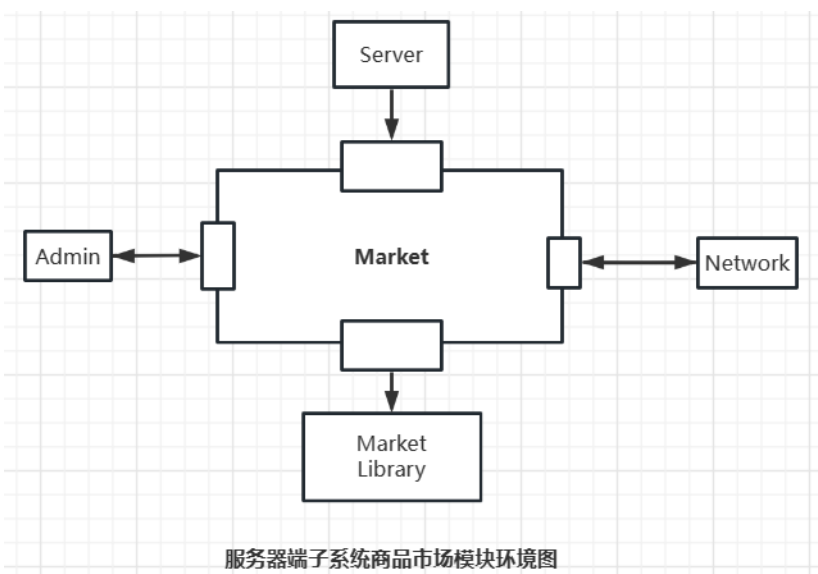 Server
Admin
Market
Network
Market
Library
服务器端子系统商品市场模块环境图